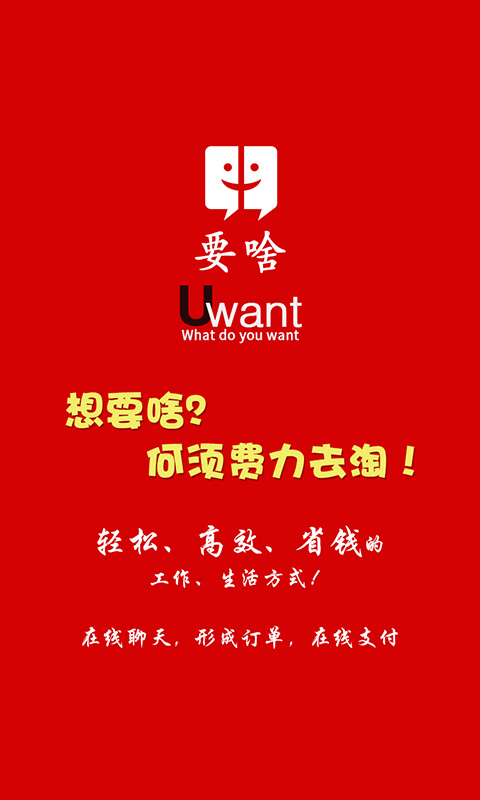 要啥
Uwant
What do you want
想要啥?
何须费力去淘！
轻松、高效、省钱的
工作、生活方式！
在线聊天，形成订单，在线支付